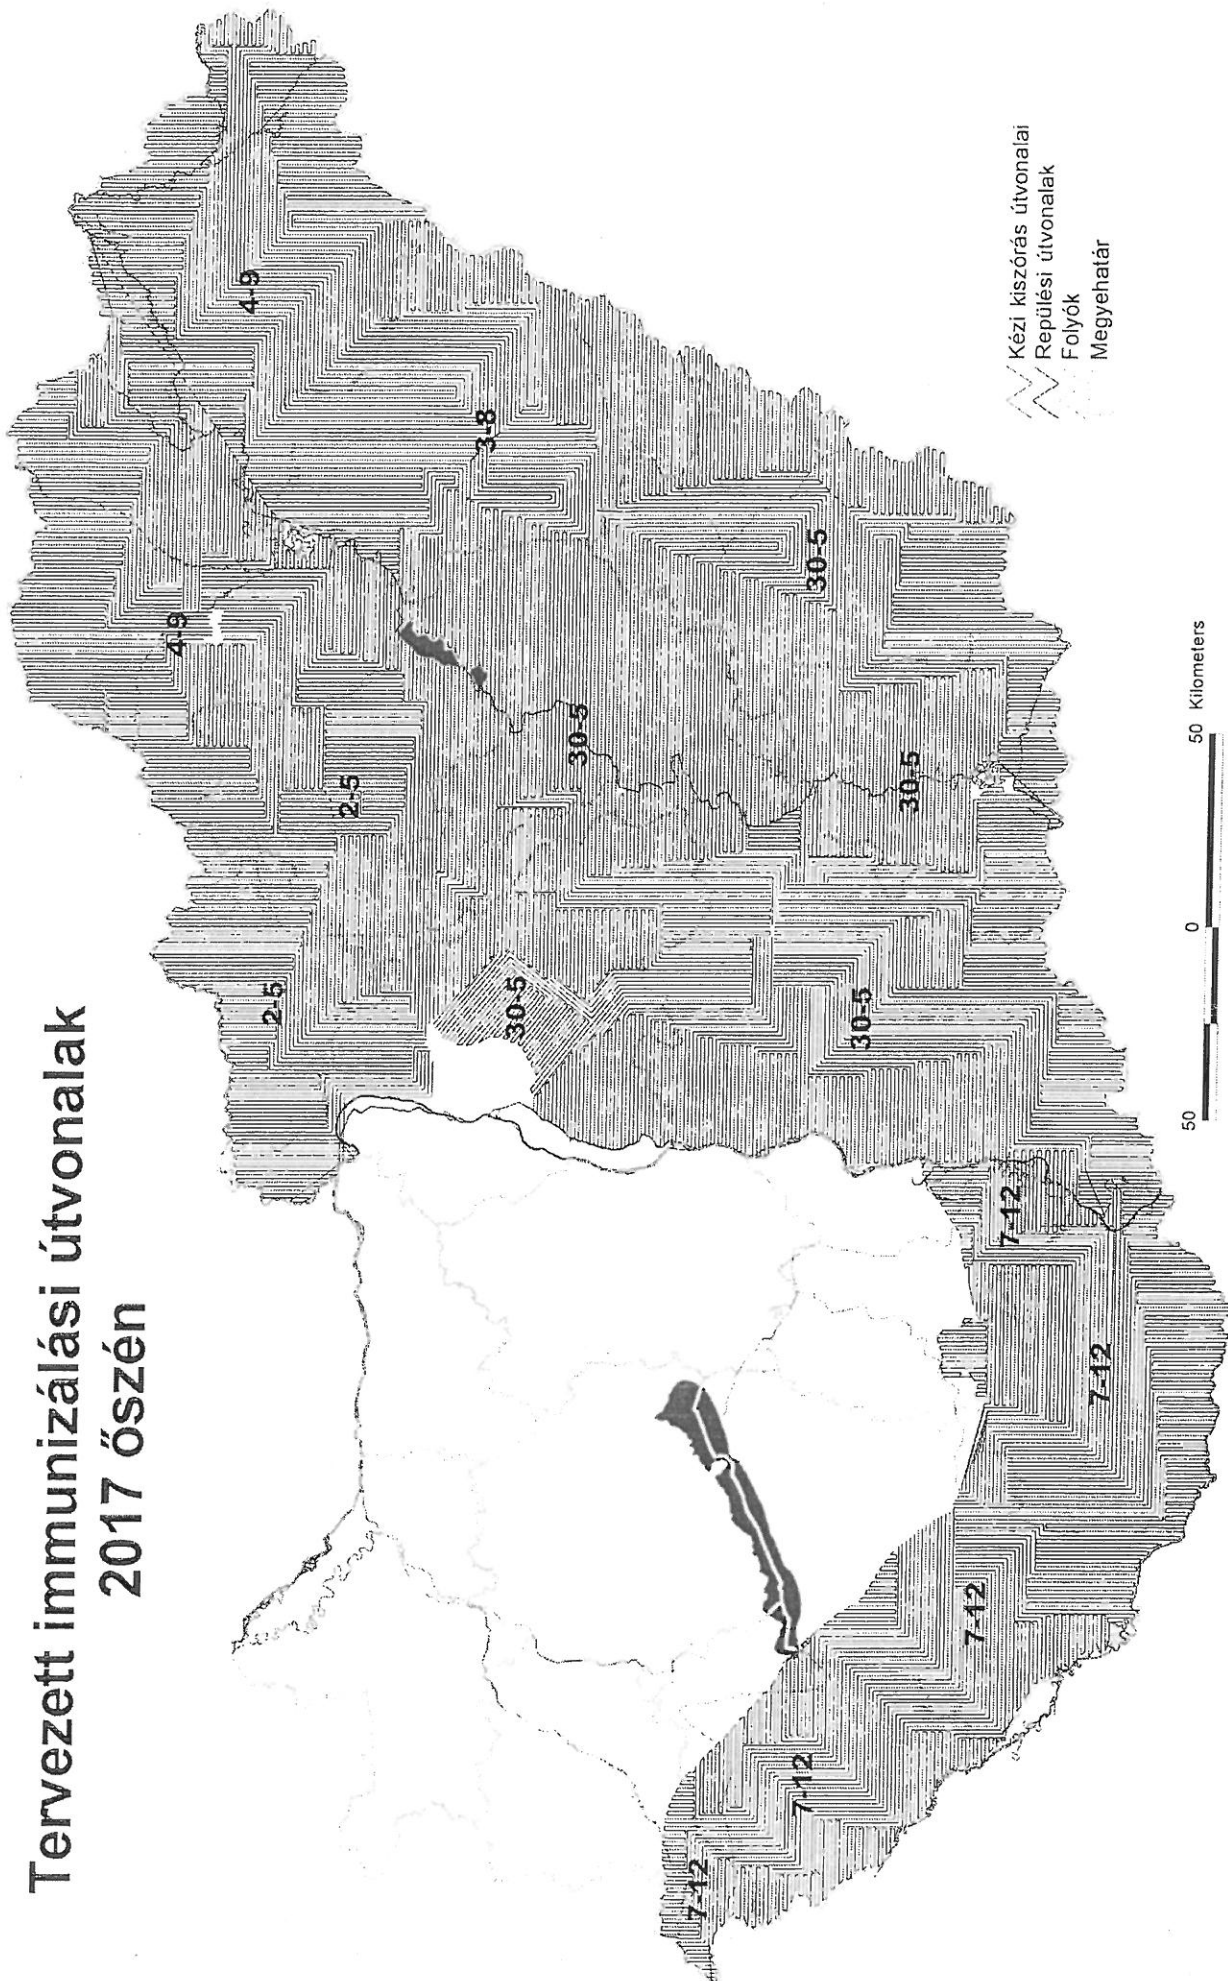 Tervezett immunizálási útvonalak
2017 őszén
4-9
4-9
3-8
2-5
2-5
30-5
30-5
30-5
30-5
30-5
7-12
7-12
7-12
7-12
7-12
Kézi kiszórás útvonalai
Repülési útvonalak
Folyók
Megyehatár
50 0 50 Kilometers